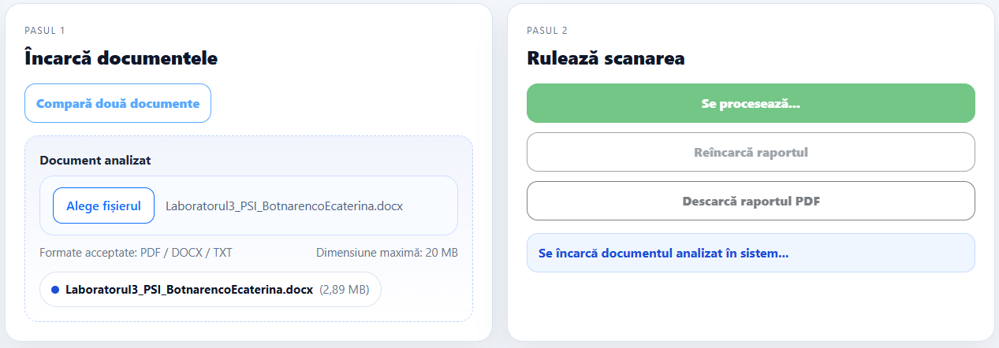 PASUL 1
Încarcă documentele
Compară două documente
Document analizat
Alege fișierul
Laboratorul3_PSI_BotnarencoEcaterina.docx
Formate acceptate: PDF / DOCX / TXT
Dimensiune maximă: 20 MB
Laboratorul3_PSI_BotnarencoEcaterina.docx (2,89 MB)
PASUL 2
Rulează scanarea
Se procesează...
Reîncarcă raportul
Descarcă raportul PDF
Se încarcă documentul analizat în sistem...